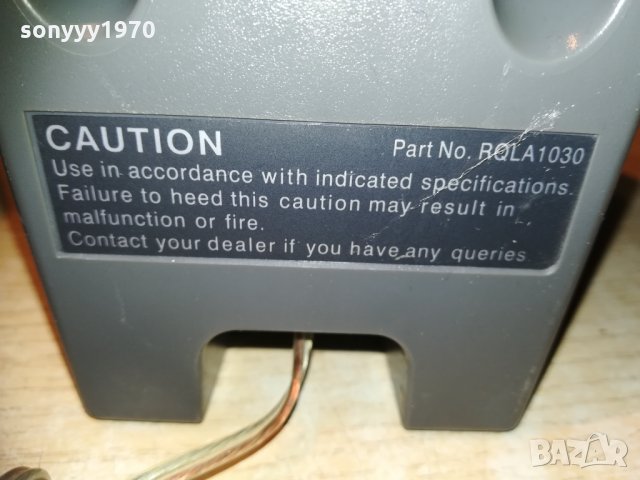 sonyyy1970
CAUTION Part No. RQLA1030
Use in accordance with indicated specifications.
Failure to heed this caution may result in
malfunction or fire.
Contact your dealer if you have any queries
BAZAR